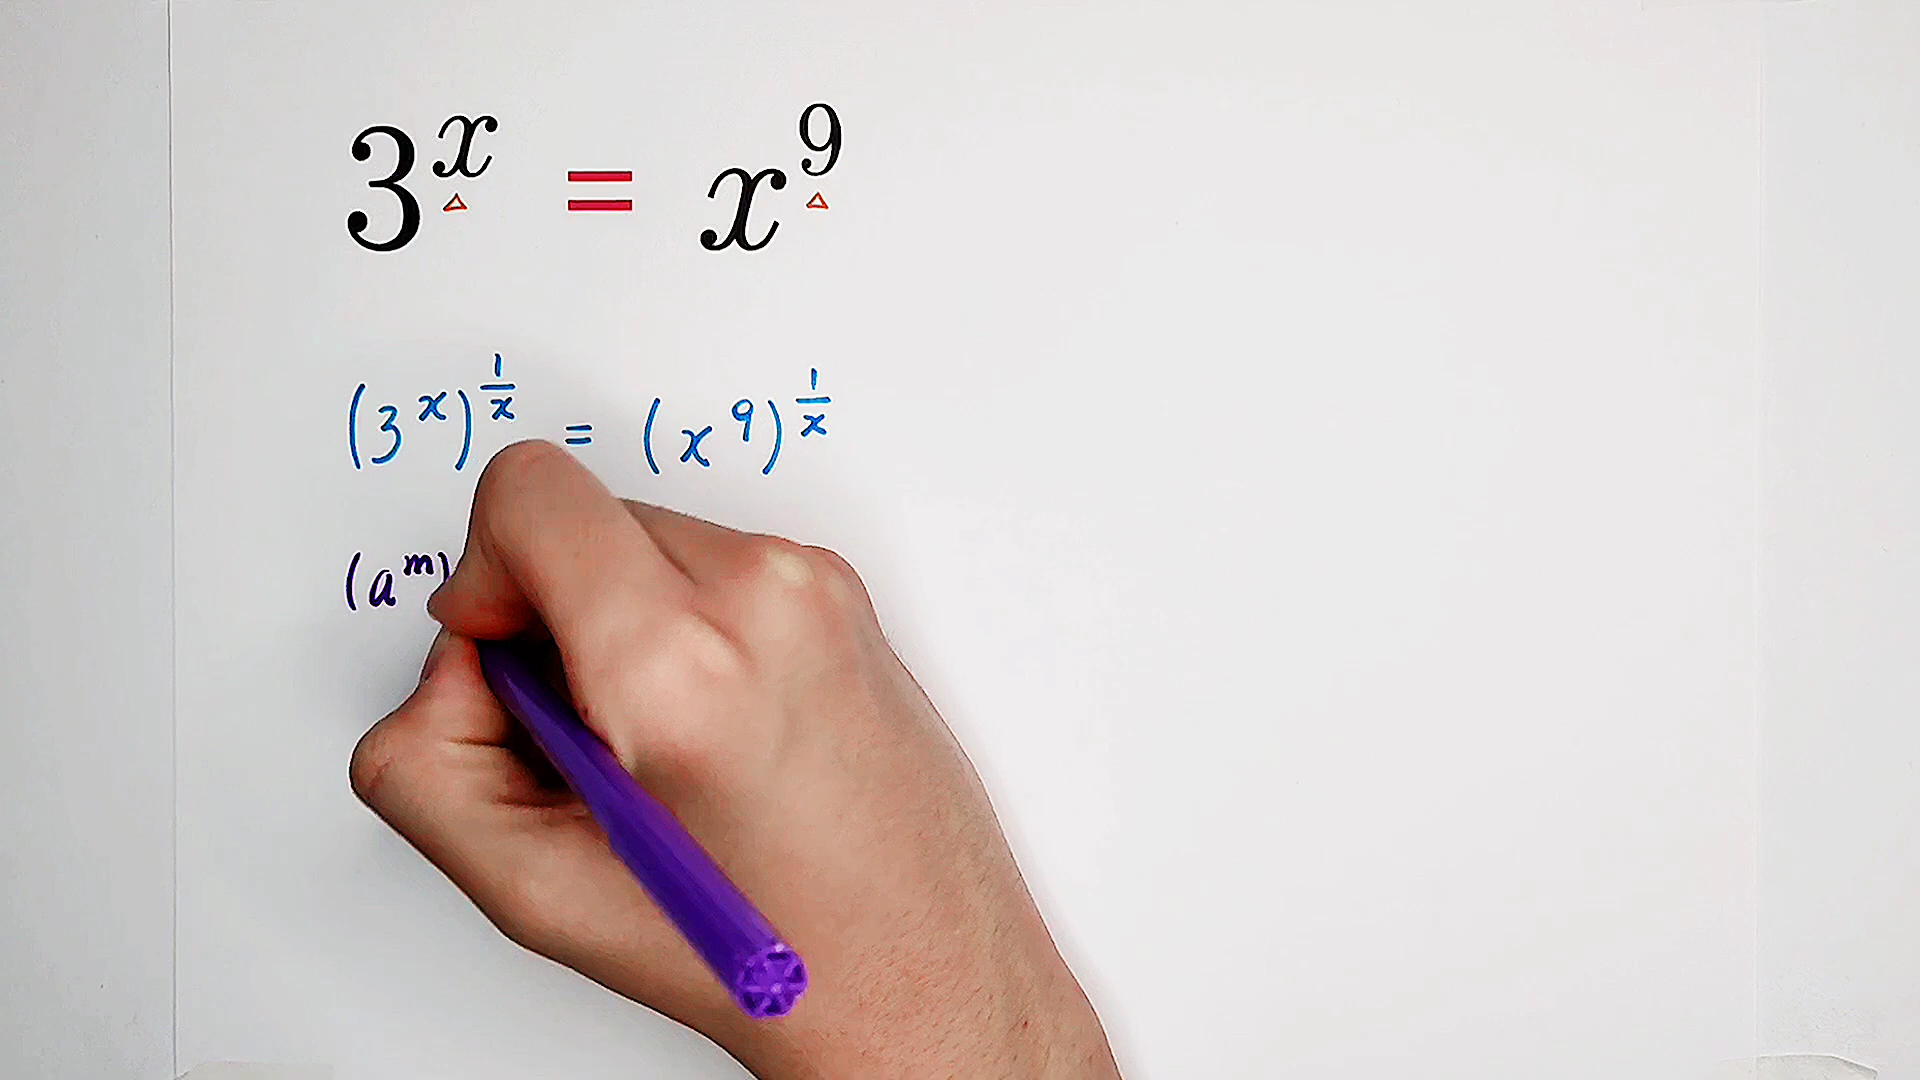 3^x = x^9
(3^x)^{1/x} = (x^9)^{1/x}
(a^m)